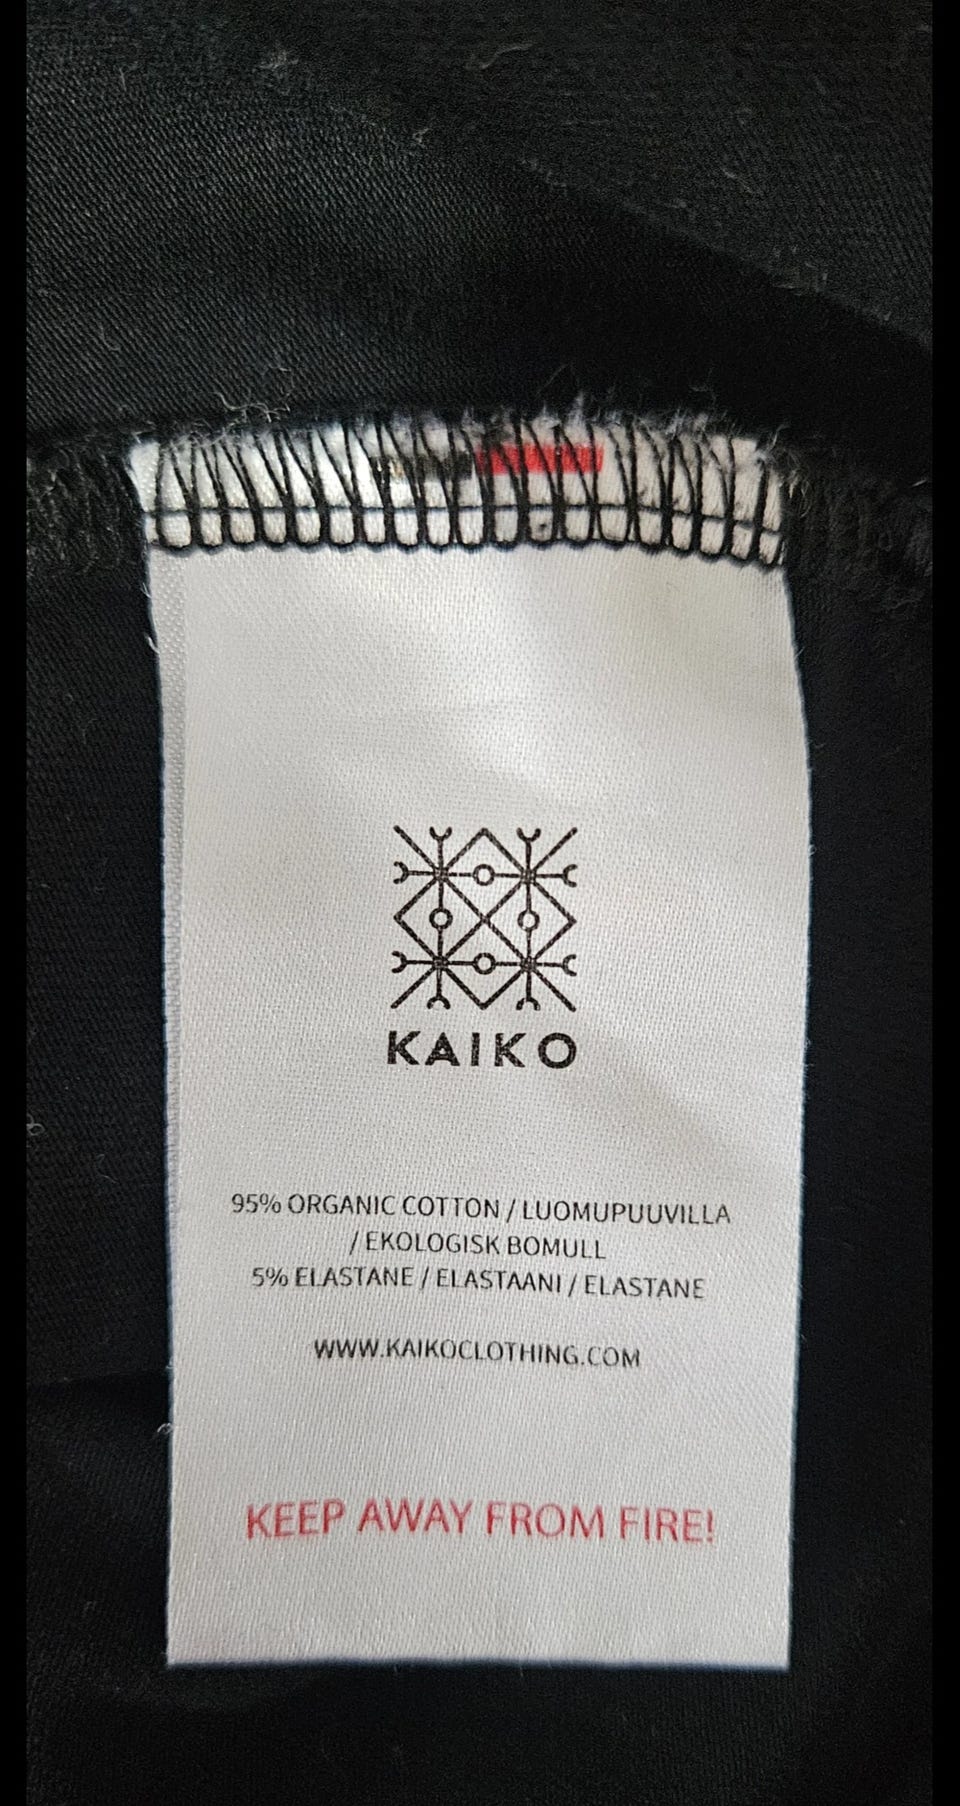 KAIKO
95% ORGANIC COTTON / LUOMUPUUVILLA
/ EKOLOGISK BOMULL
5% ELASTANE / ELASTAANI / ELASTANE
WWW.KAIKOCLOTHING.COM
KEEP AWAY FROM FIRE!